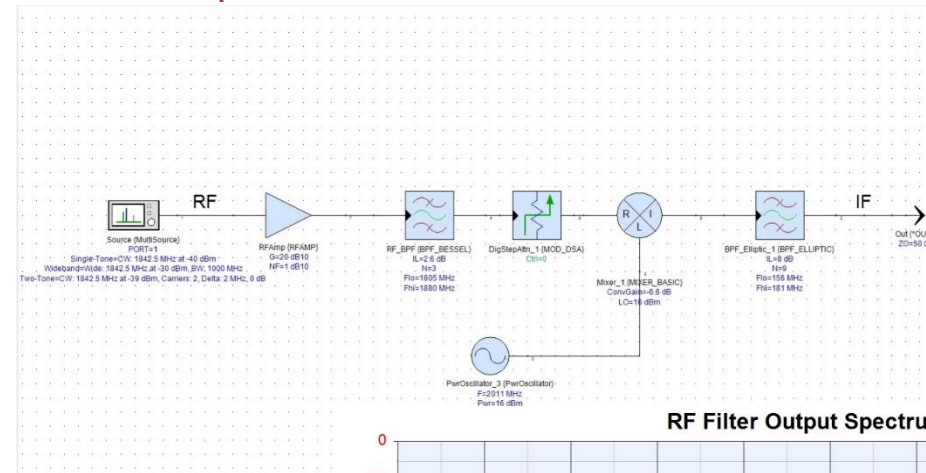 RF
IF
Source {MultiSource}
PORT=1
Single-Tone=CW: 1842.5 MHz at -40 dBm
Wideband=Wide: 1842.5 MHz at -30 dBm, BW: 1000 MHz
Two-Tone=CW: 1842.5 MHz at -39 dBm, Carriers: 2, Delta: 2 MHz, 0 dB
RFAmp {RFAMP}
G=20 dB10
NF=1 dB10
RF_BPF {BPF_BESSEL}
IL=2.6 dB
N=3
Flo=1805 MHz
Fhi=1880 MHz
DigStepAttn_1 {MOD_DSA}
Ctrl=0
R
I
L
Mixer_1 {MIXER_BASIC}
ConvGain=-6.6 dB
LO=16 dBm
BPF_Elliptic_1 {BPF_ELLIPTIC}
IL=8 dB
N=9
Flo=156 MHz
Fhi=181 MHz
Out {*OU
ZO=50
PwrOscillator_3 {PwrOscillator}
F=2011 MHz
Pwr=16 dBm
RF Filter Output Spectru
0